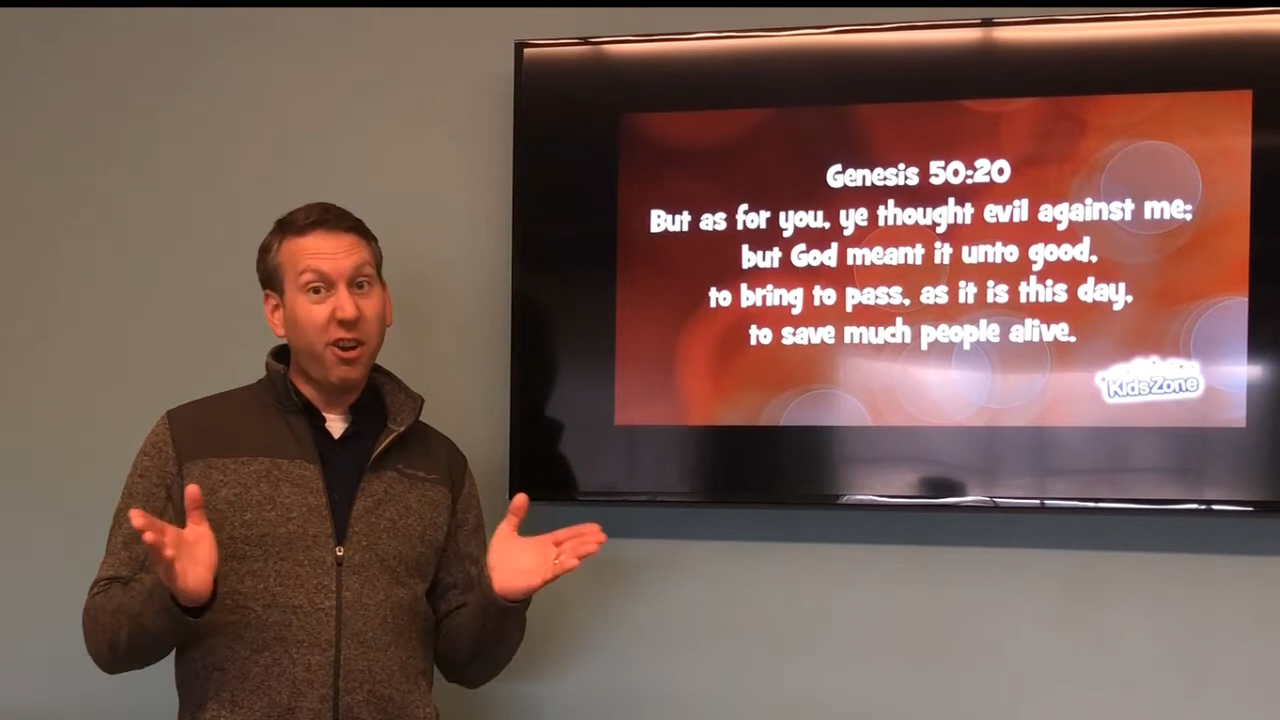 Genesis 50:20
But as for you, ye thought evil against me;
but God meant it unto good,
to bring to pass, as it is this day,
to save much people alive.
KidsZone